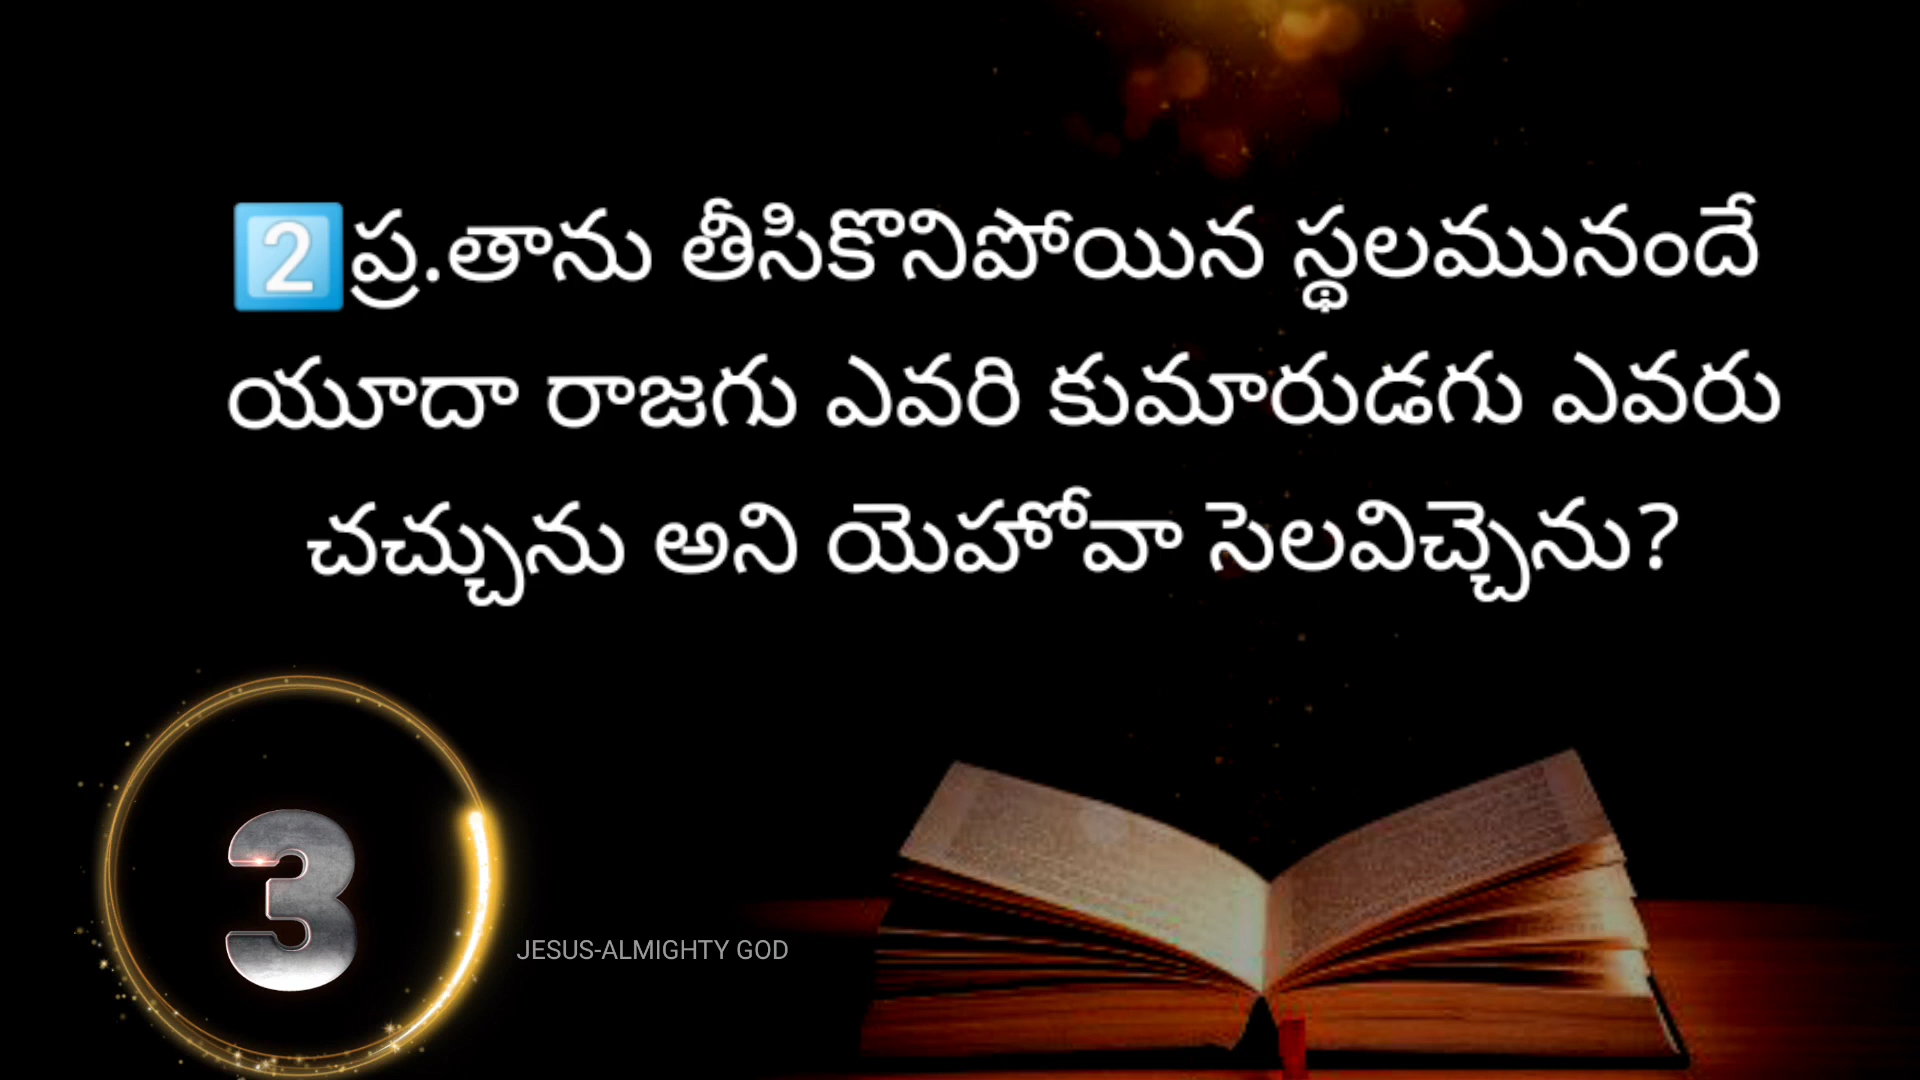 2️⃣ప్ర.తాను తీసికొనిపోయిన స్థలమునందే
యూదా రాజగు ఎవరి కుమారుడగు ఎవరు
చచ్చును అని యెహోవా సెలవిచ్చెను?
3
JESUS-ALMIGHTY GOD